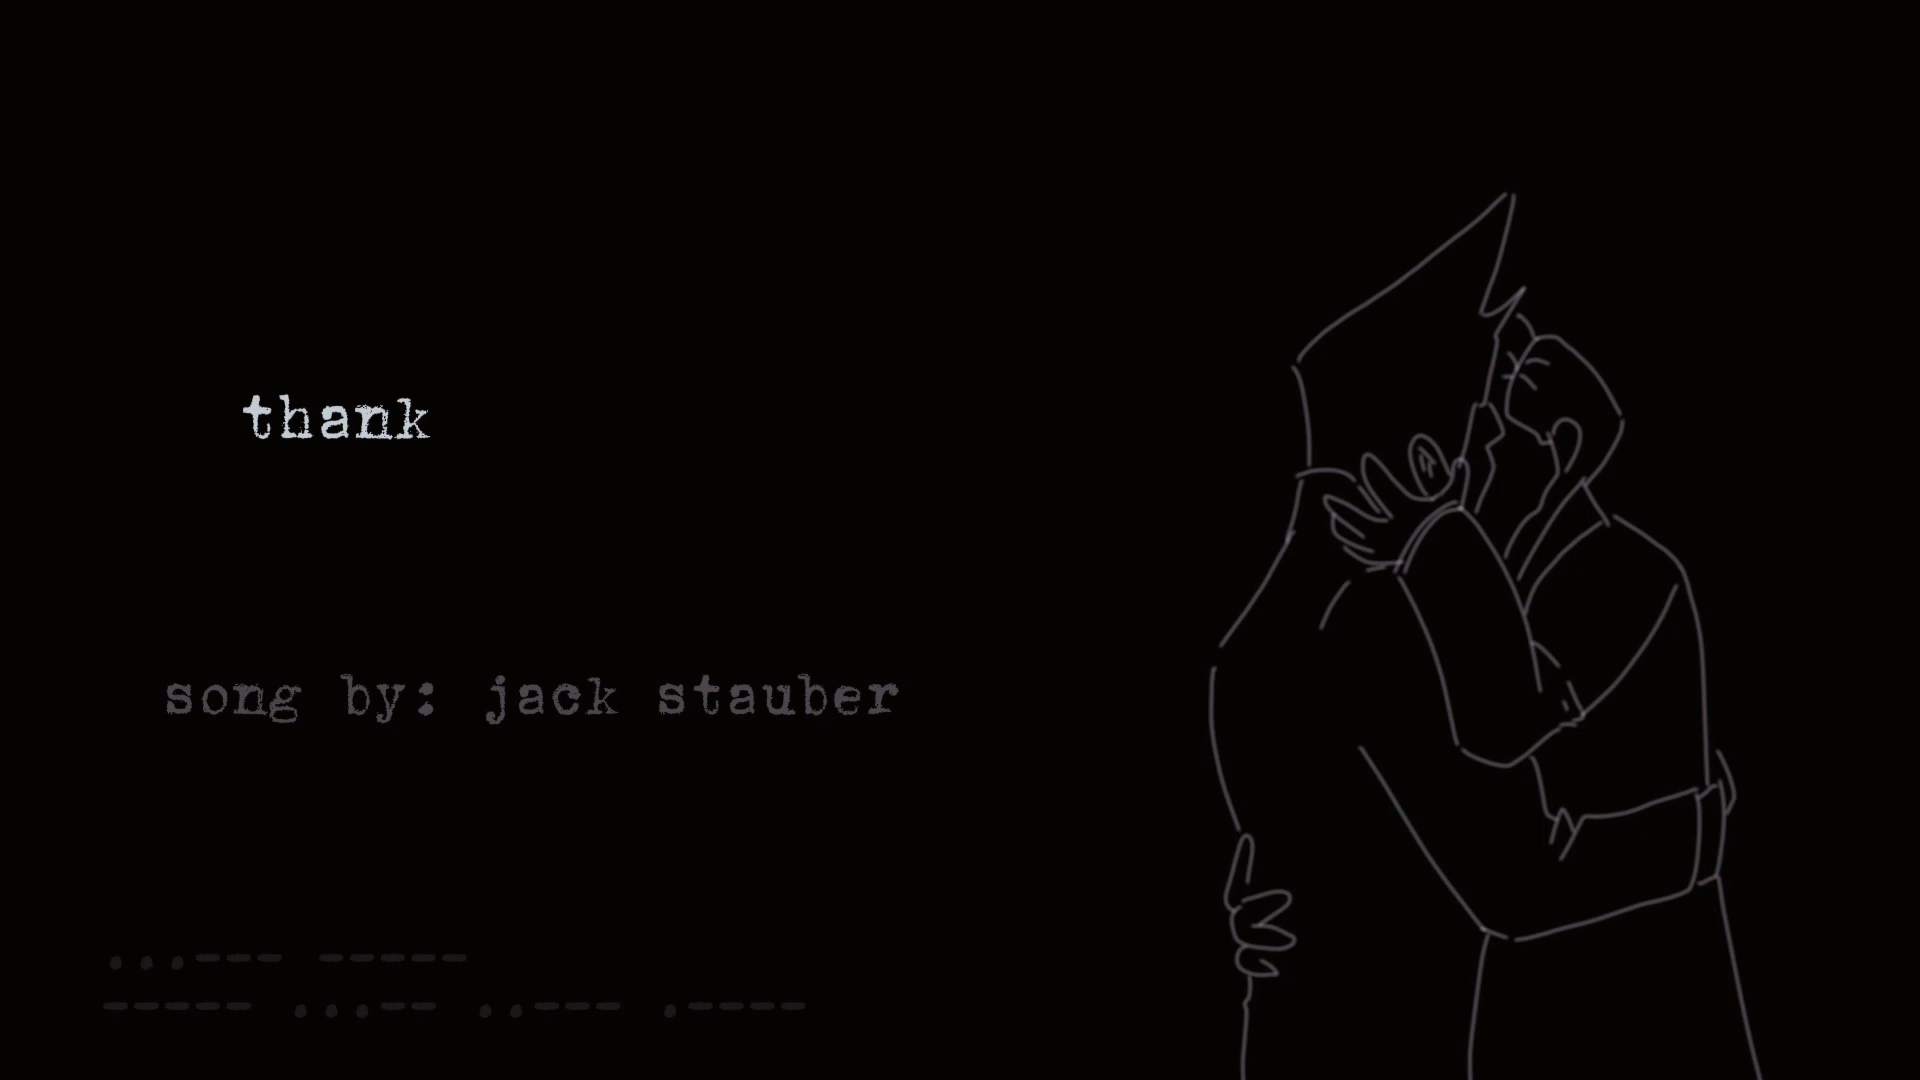 thank
song by: jack stauber
...--- -----
----- ...-- ..--- .----